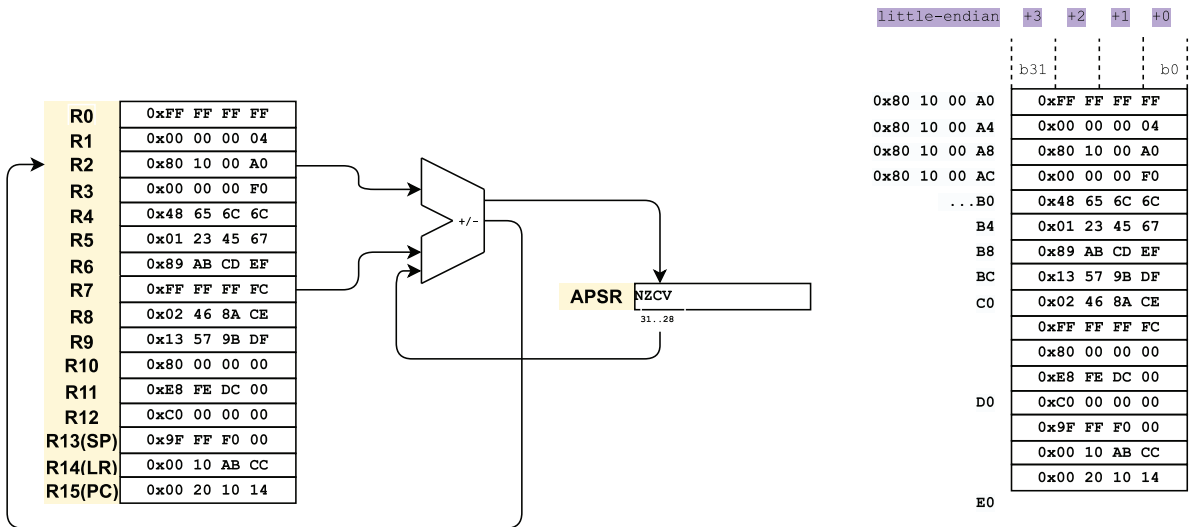 little-endian +3 +2 +1 +0
b31 b0
R0 0xFF FF FF FF
R1 0x00 00 00 04
R2 0x80 10 00 A0
R3 0x00 00 00 F0
R4 0x48 65 6C 6C
R5 0x01 23 45 67
R6 0x89 AB CD EF
R7 0xFF FF FF FC
R8 0x02 46 8A CE
R9 0x13 57 9B DF
R10 0x80 00 00 00
R11 0xE8 FE DC 00
R12 0xC0 00 00 00
R13(SP) 0x9F FF F0 00
R14(LR) 0x00 10 AB CC
R15(PC) 0x00 20 10 14
+/-
APSR NZCV
31..28
0x80 10 00 A0 0xFF FF FF FF
0x80 10 00 A4 0x00 00 00 04
0x80 10 00 A8 0x80 10 00 A0
0x80 10 00 AC 0x00 00 00 F0
...B0 0x48 65 6C 6C
B4 0x01 23 45 67
B8 0x89 AB CD EF
BC 0x13 57 9B DF
C0 0x02 46 8A CE
0xFF FF FF FC
0x80 00 00 00
0xE8 FE DC 00
D0 0xC0 00 00 00
0x9F FF F0 00
0x00 10 AB CC
0x00 20 10 14
E0